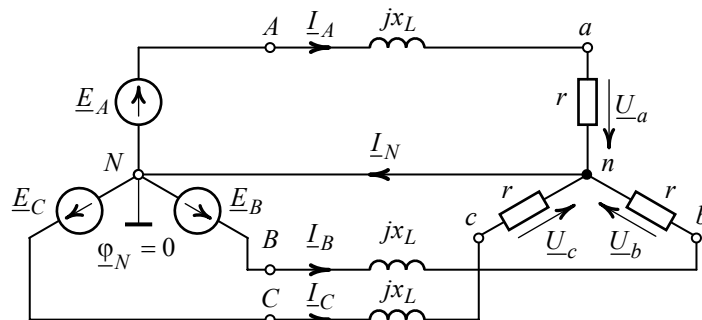 A I_A jx_L a
E_A r U_a
N I_N n
E_C E_B c r r b
φ_N = 0 B I_B jx_L U_c U_b
C I_C jx_L